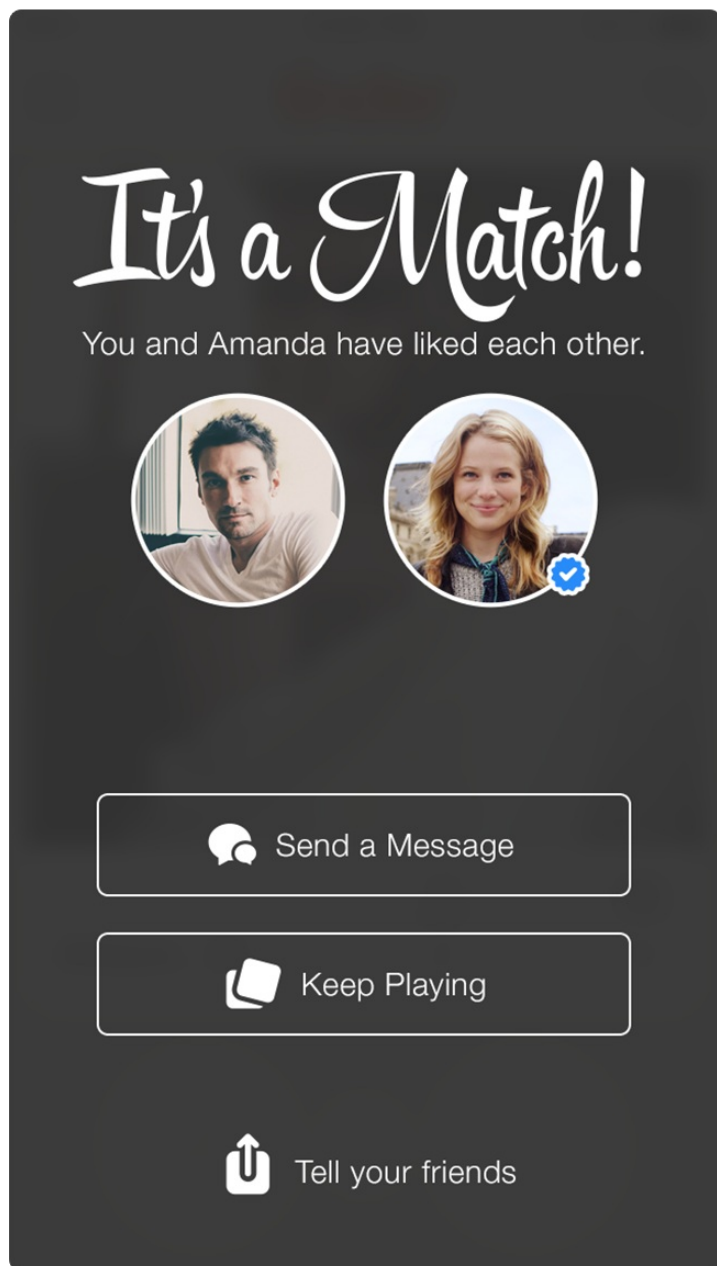 It's a Match!
You and Amanda have liked each other.
Send a Message
Keep Playing
Tell your friends